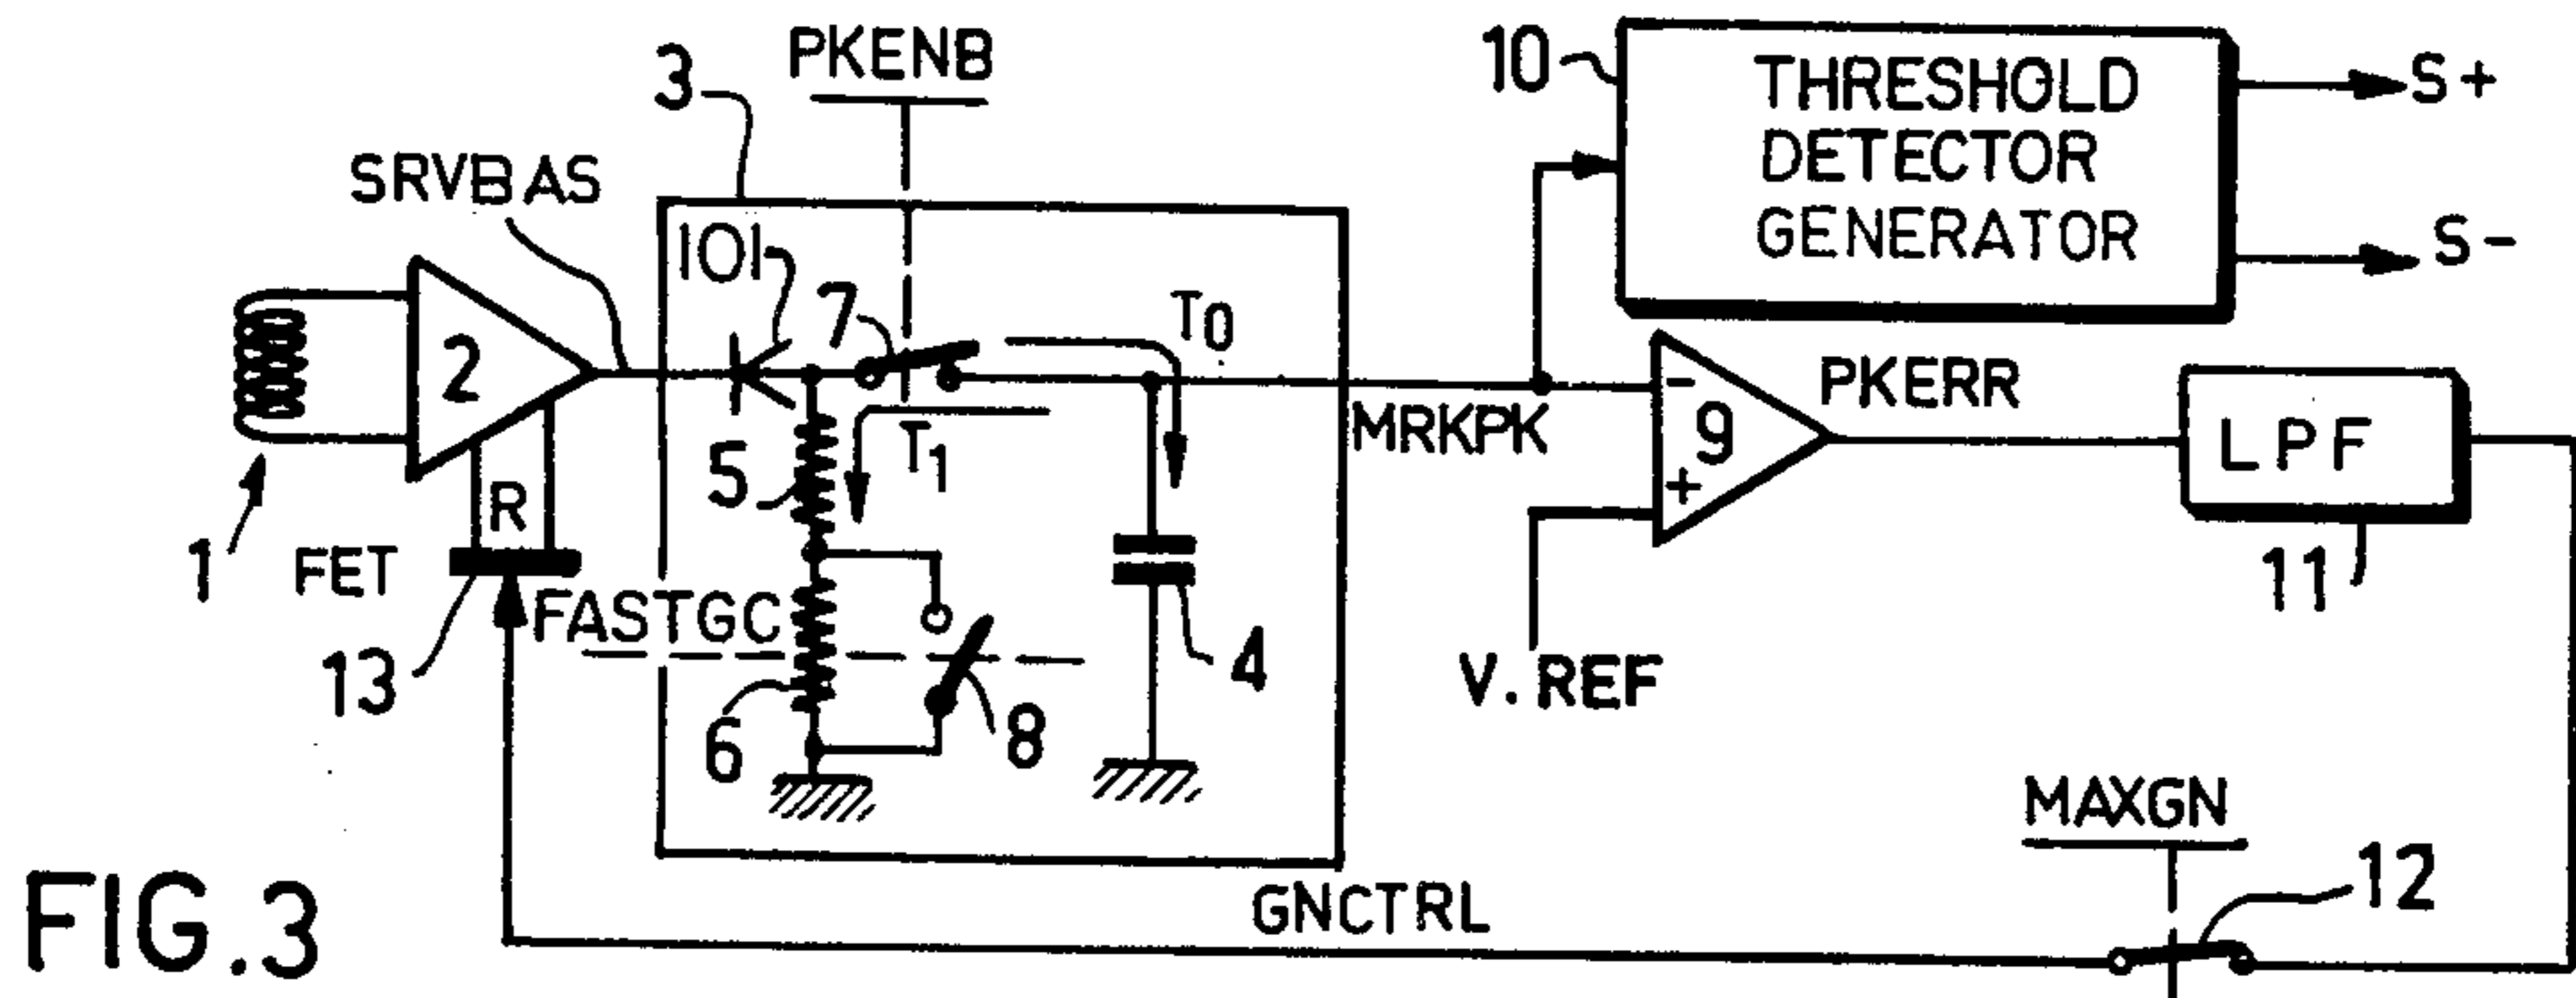 PKENB
3
10
THRESHOLD
DETECTOR
GENERATOR
S+
S-
SRVBAS
101
7
T0
2
5
T1
MRKPK
-
9
+
PKERR
LPF
11
1
FET
R
13
FASTGC
6
8
4
V. REF
MAXGN
12
GNCTRL
FIG.3